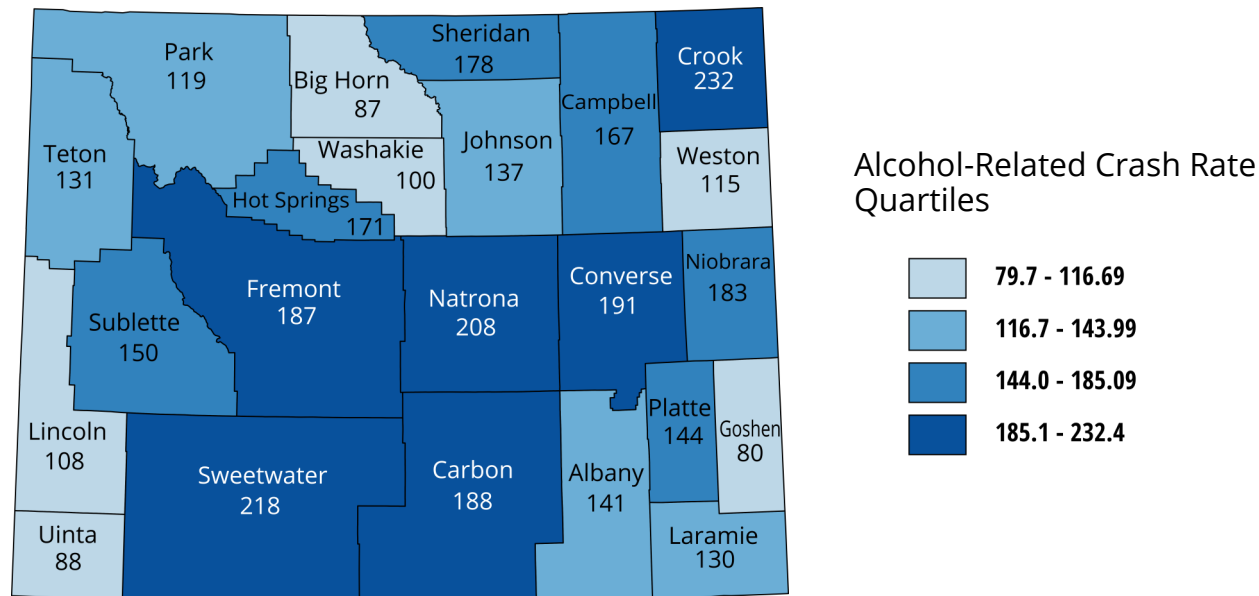 Park
119
Big Horn
87
Sheridan
178
Campbell
167
Crook
232
Teton
131
Washakie
100
Johnson
137
Weston
115
Hot Springs
171
Fremont
187
Natrona
208
Converse
191
Niobrara
183
Sublette
150
Lincoln
108
Sweetwater
218
Carbon
188
Albany
141
Platte
144
Goshen
80
Uinta
88
Laramie
130
Alcohol-Related Crash Rate
Quartiles
79.7 - 116.69
116.7 - 143.99
144.0 - 185.09
185.1 - 232.4